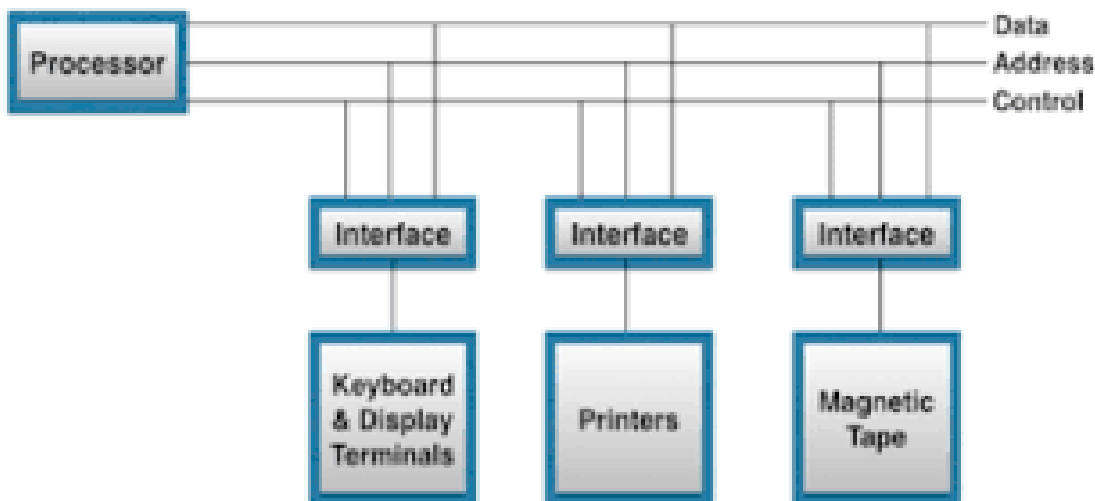 Data
Processor
Address
Control
Interface
Interface
Interface
Keyboard
& Display
Terminals
Printers
Magnetic
Tape